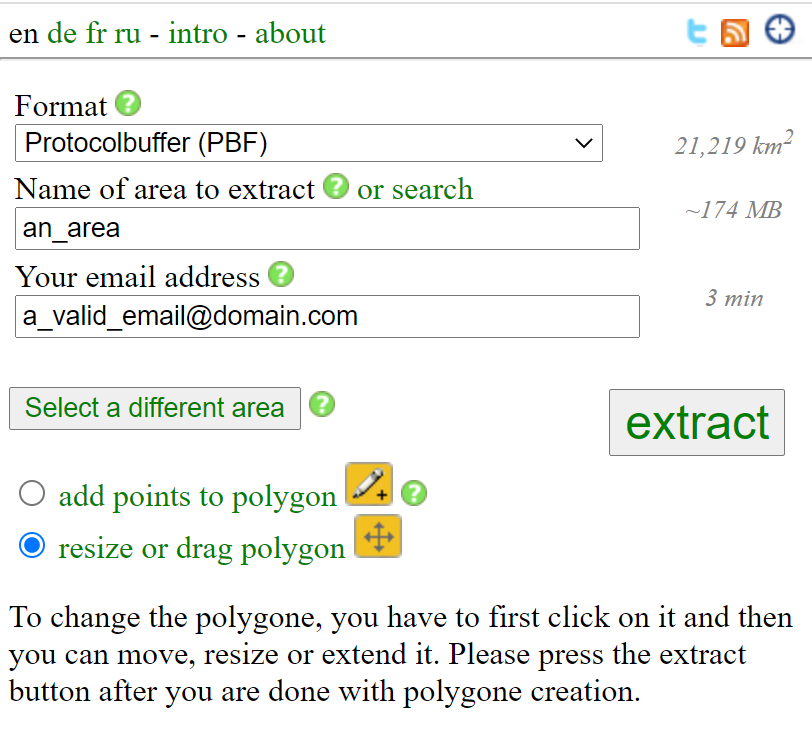 en de fr ru - intro - about
Format
Protocolbuffer (PBF)
21,219 km²
Name of area to extract ? or search
an_area
~174 MB
Your email address
a_valid_email@domain.com
3 min
Select a different area
extract
add points to polygon
resize or drag polygon
To change the polygone, you have to first click on it and then
you can move, resize or extend it. Please press the extract
button after you are done with polygone creation.